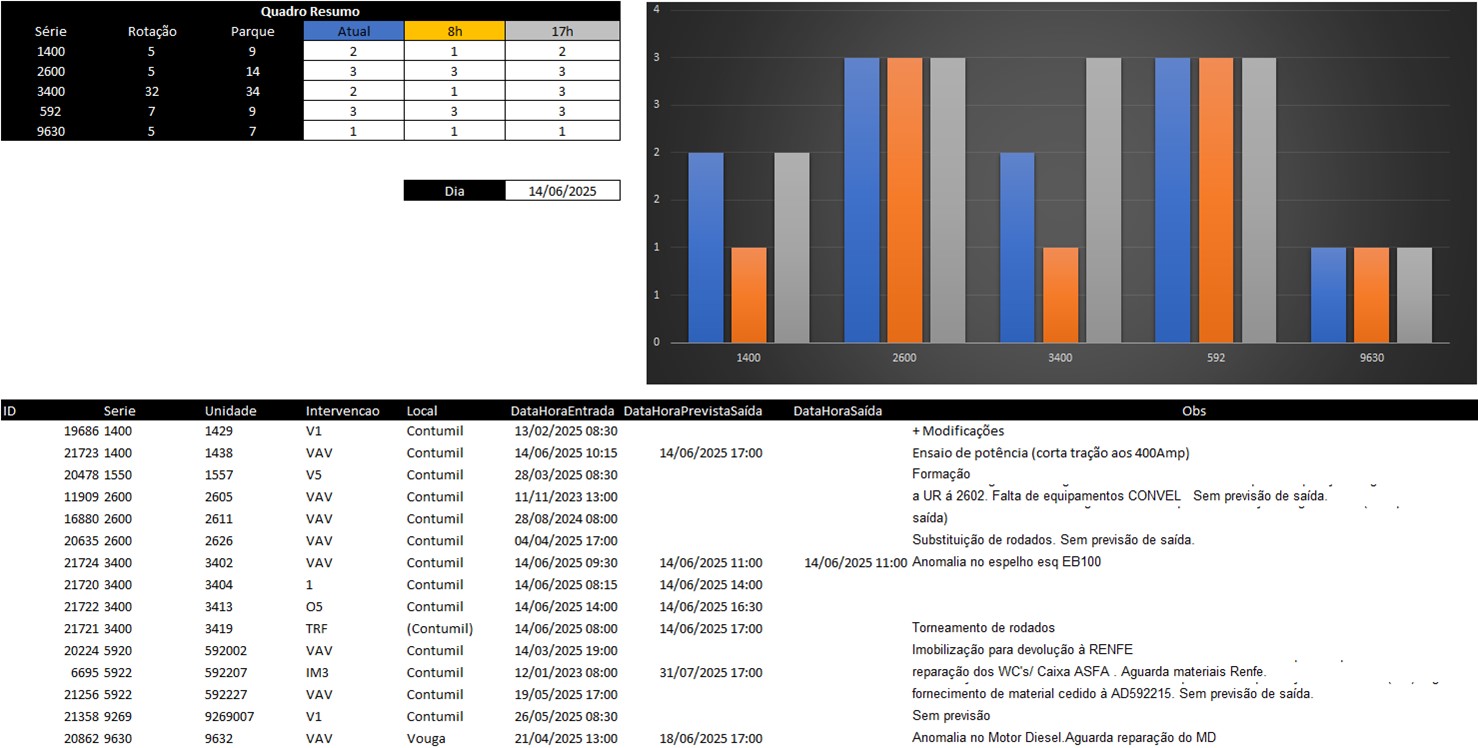 Quadro Resumo
Série Rotação Parque Atual 8h 17h
1400 5 9 2 1 2
2600 5 14 3 3 3
3400 32 34 2 1 3
592 7 9 3 3 3
9630 5 7 1 1 1
Dia 14/06/2025
4
3
3
2
2
1
1
0
1400 2600 3400 592 9630
ID Serie Unidade Intervencao Local DataHoraEntrada DataHoraPrevistaSaída DataHoraSaída Obs
19686 1400 1429 V1 Contumil 13/02/2025 08:30 + Modificações
21723 1400 1438 VAV Contumil 14/06/2025 10:15 14/06/2025 17:00 Ensaio de potência (corta tração aos 400Amp)
20478 1550 1557 V5 Contumil 28/03/2025 08:30 Formação
11909 2600 2605 VAV Contumil 11/11/2023 13:00 a UR á 2602. Falta de equipamentos CONVEL Sem previsão de saída.
16880 2600 2611 VAV Contumil 28/08/2024 08:00 saída)
20635 2600 2626 VAV Contumil 04/04/2025 17:00 Substituição de rodados. Sem previsão de saída.
21724 3400 3402 VAV Contumil 14/06/2025 09:30 14/06/2025 11:00 14/06/2025 11:00 Anomalia no espelho esq EB100
21720 3400 3404 1 Contumil 14/06/2025 08:15 14/06/2025 14:00
21722 3400 3413 O5 Contumil 14/06/2025 14:00 14/06/2025 16:30
21721 3400 3419 TRF (Contumil) 14/06/2025 08:00 14/06/2025 17:00 Torneamento de rodados
20224 5920 592002 VAV Contumil 14/03/2025 19:00 Imobilização para devolução à RENFE
6695 5922 592207 IM3 Contumil 12/01/2023 08:00 31/07/2025 17:00 reparação dos WC's/ Caixa ASFA . Aguarda materiais Renfe.
21256 5922 592227 VAV Contumil 19/05/2025 17:00 fornecimento de material cedido à AD592215. Sem previsão de saída.
21358 9269 9269007 V1 Contumil 26/05/2025 08:30 Sem previsão
20862 9630 9632 VAV Vouga 21/04/2025 13:00 18/06/2025 17:00 Anomalia no Motor Diesel.Aguarda reparação do MD